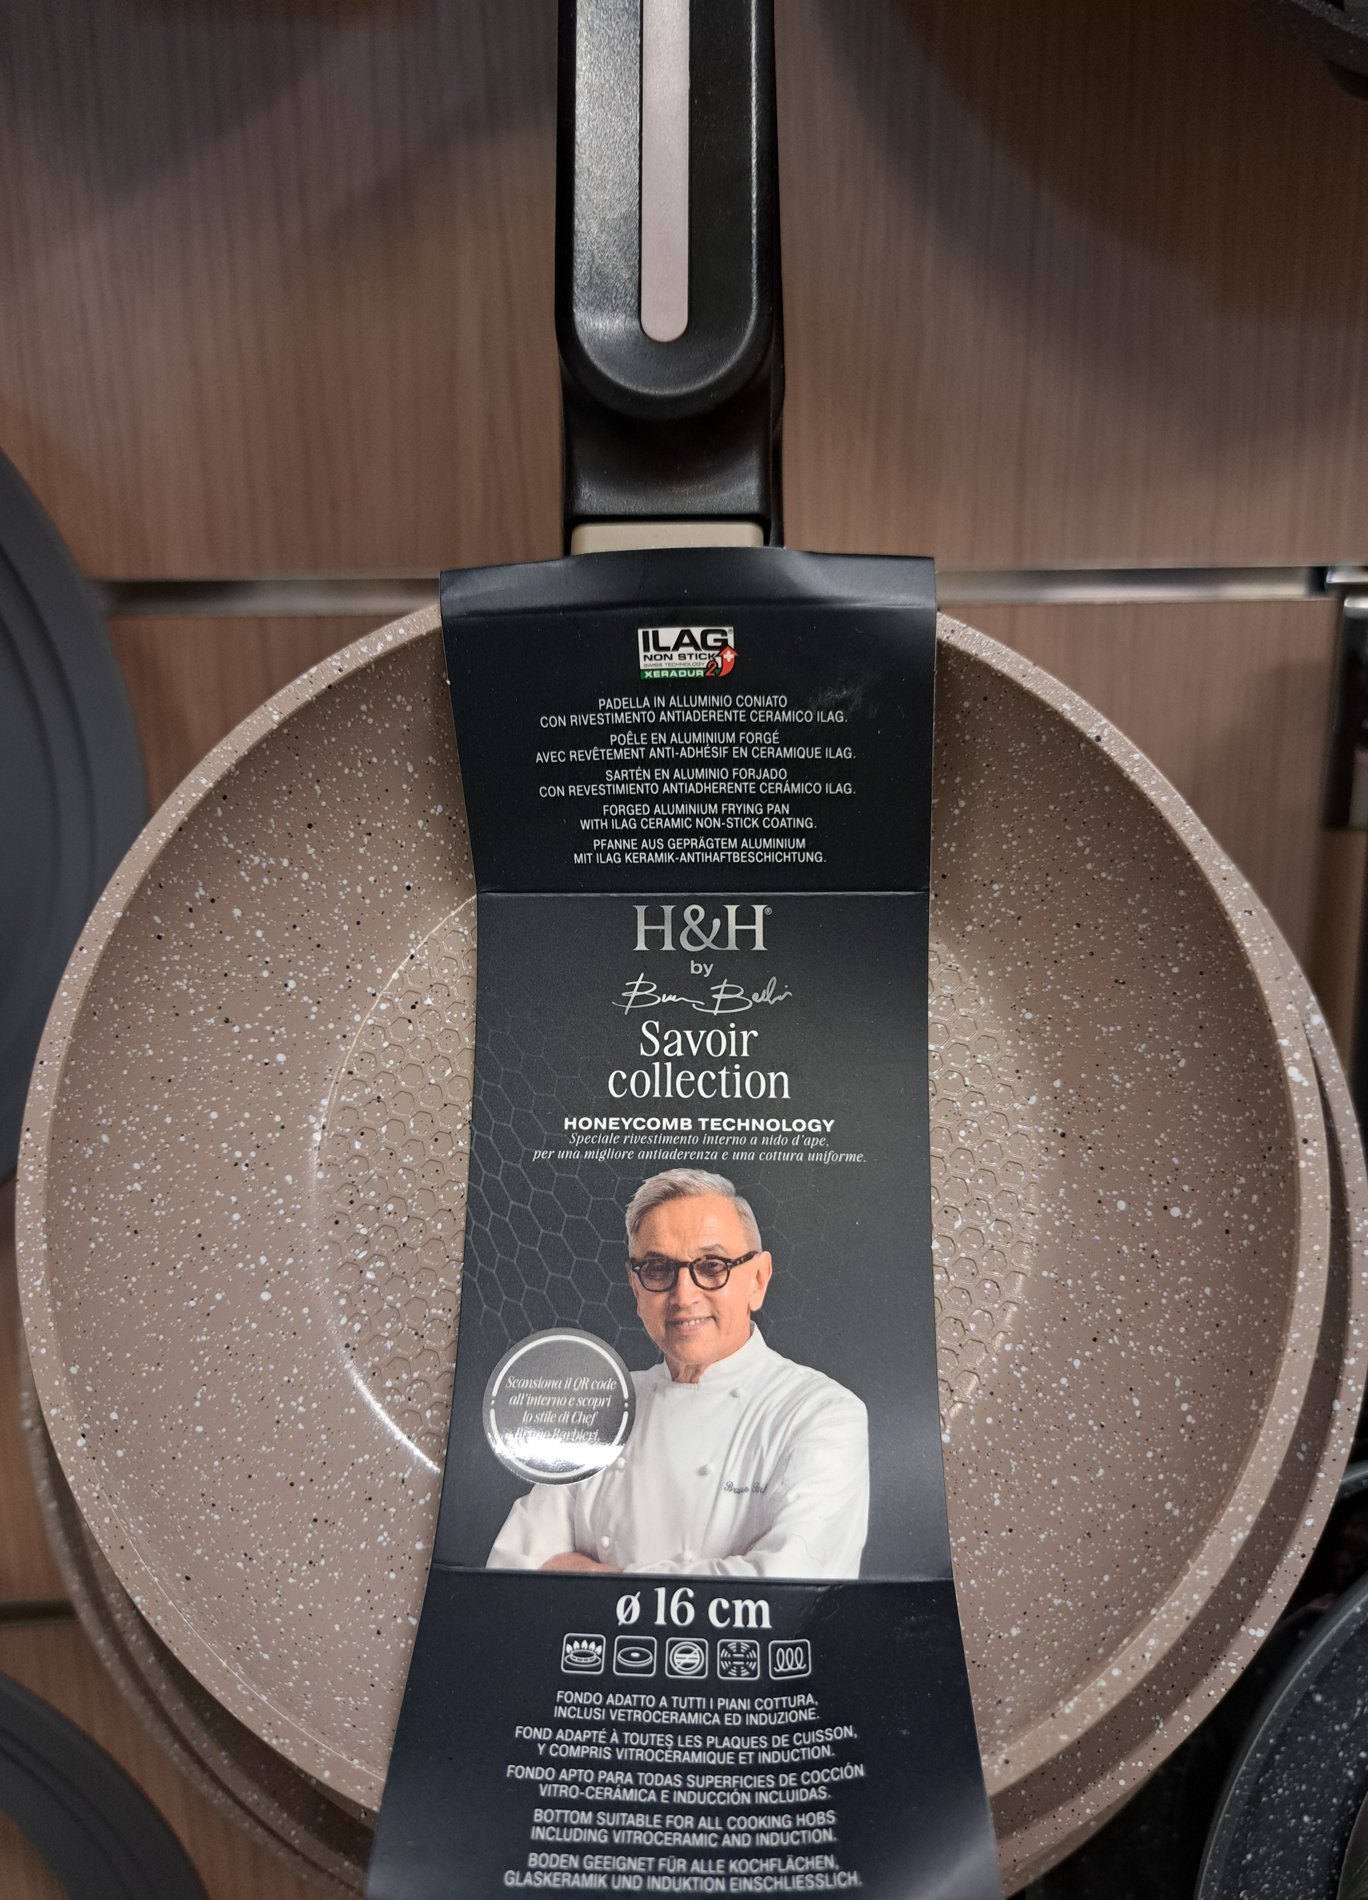 ILAG®
NON STICK
SWISS TECHNOLOGY
XERADUR 2
PADELLA IN ALLUMINIO CONIATO
CON RIVESTIMENTO ANTIADERENTE CERAMICO ILAG.
POÊLE EN ALUMINIUM FORGÉ
AVEC REVÊTEMENT ANTI-ADHÉSIF EN CERAMIQUE ILAG.
SARTÉN EN ALUMINIO FORJADO
CON REVESTIMIENTO ANTIADHERENTE CERÁMICO ILAG.
FORGED ALUMINIUM FRYING PAN
WITH ILAG CERAMIC NON-STICK COATING.
PFANNE AUS GEPRÄGTEM ALUMINIUM
MIT ILAG KERAMIK-ANTIHAFTBESCHICHTUNG.
H&H®
by
Savoir
collection
HONEYCOMB TECHNOLOGY
Speciale rivestimento interno a nido d'ape,
per una migliore antiaderenza e una cottura uniforme.
Scansiona il QR code
all'interno e scopri
lo stile di Chef
Bruno Barbieri.
ø 16 cm
FONDO ADATTO A TUTTI I PIANI COTTURA,
INCLUSI VETROCERAMICA ED INDUZIONE.
FOND ADAPTÉ À TOUTES LES PLAQUES DE CUISSON,
Y COMPRIS VITROCÉRAMIQUE ET INDUCTION.
FONDO APTO PARA TODAS SUPERFICIES DE COCCIÓN
VITRO-CERÁMICA E INDUCCIÓN INCLUIDAS.
BOTTOM SUITABLE FOR ALL COOKING HOBS
INCLUDING VITROCERAMIC AND INDUCTION.
BODEN GEEIGNET FÜR ALLE KOCHFLÄCHEN,
GLASKERAMIK UND INDUKTION EINSCHLIESSLICH.